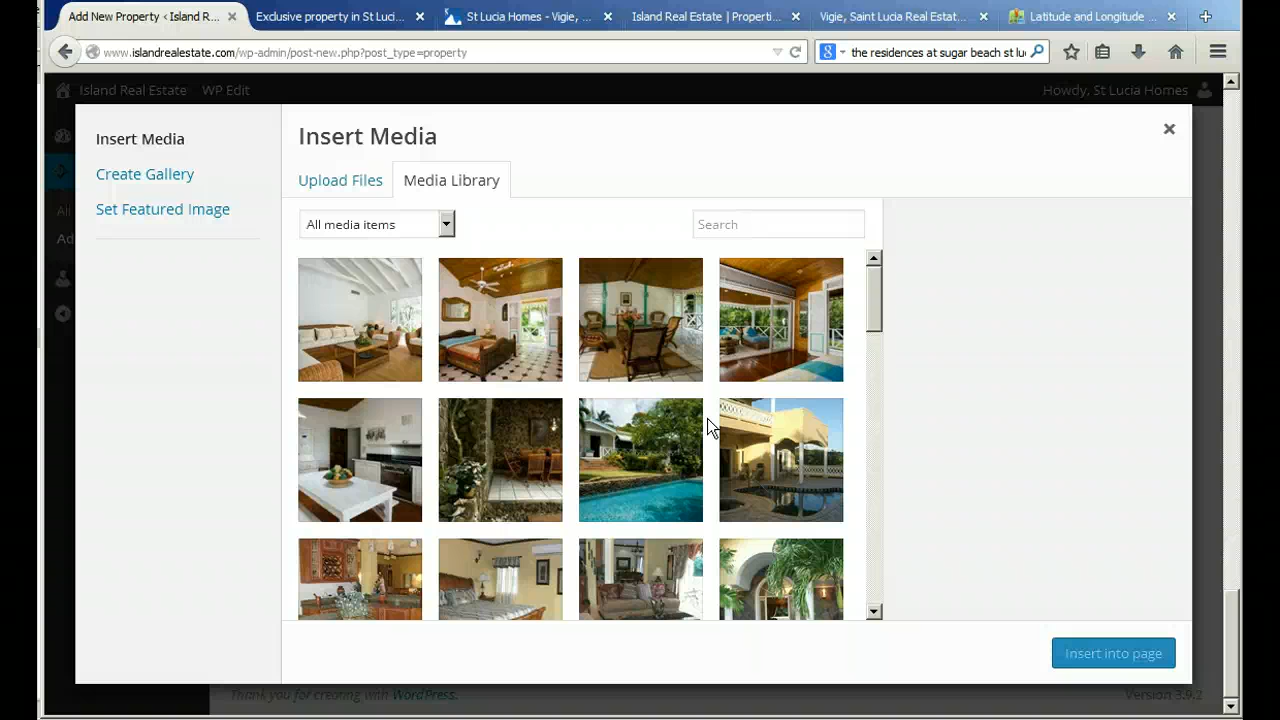 Add New Property ‹ Island R...
Exclusive property in St Luci...
St Lucia Homes - Vigie, ...
Island Real Estate | Properti...
Vigie, Saint Lucia Real Estat...
Latitude and Longitude ...
www.islandrealestate.com/wp-admin/post-new.php?post_type=property
the residences at sugar beach st lu
Island Real Estate
WP Edit
Howdy, St Lucia Homes
Insert Media
Create Gallery
Set Featured Image
Insert Media
Upload Files
Media Library
All media items
Search
All
Ad
Insert into page
Thank you for creating with WordPress.
Version 3.9.2